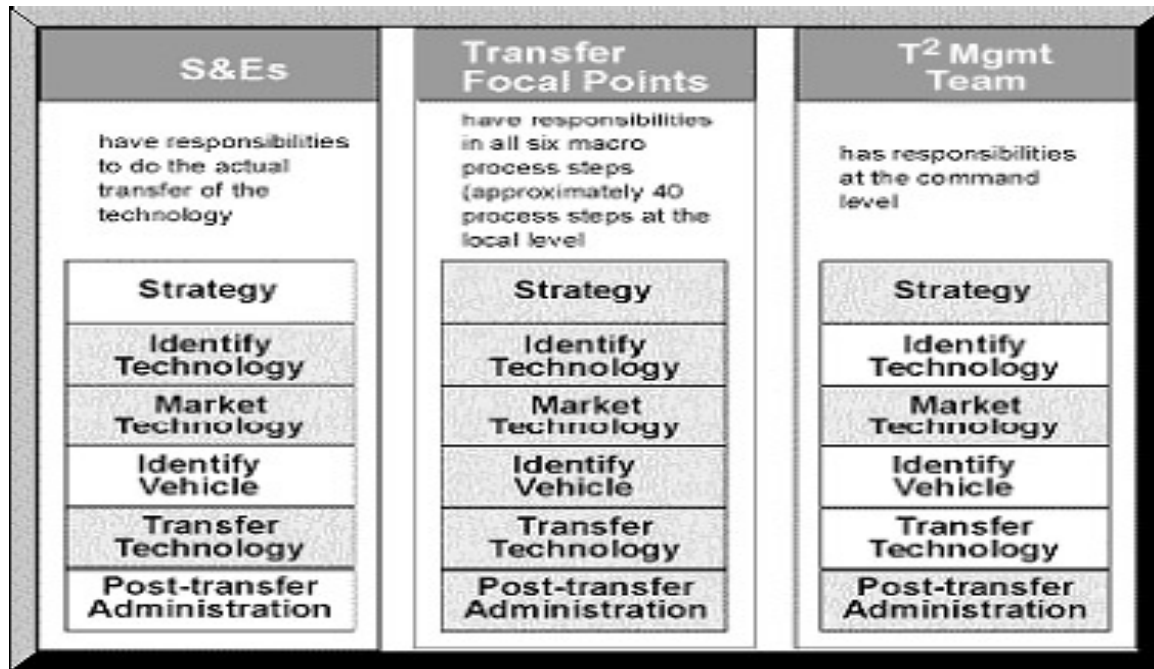 S&Es
have responsibilities
to do the actual
transfer of the
technology
Strategy
Identify
Technology
Market
Technology
Identify
Vehicle
Transfer
Technology
Post-transfer
Administration
Transfer
Focal Points
have responsibilities
in all six macro
process steps
(approximately 40
process steps at the
local level
Strategy
Identify
Technology
Market
Technology
Identify
Vehicle
Transfer
Technology
Post-transfer
Administration
T² Mgmt
Team
has responsibilities
at the command
level
Strategy
Identify
Technology
Market
Technology
Identify
Vehicle
Transfer
Technology
Post-transfer
Administration